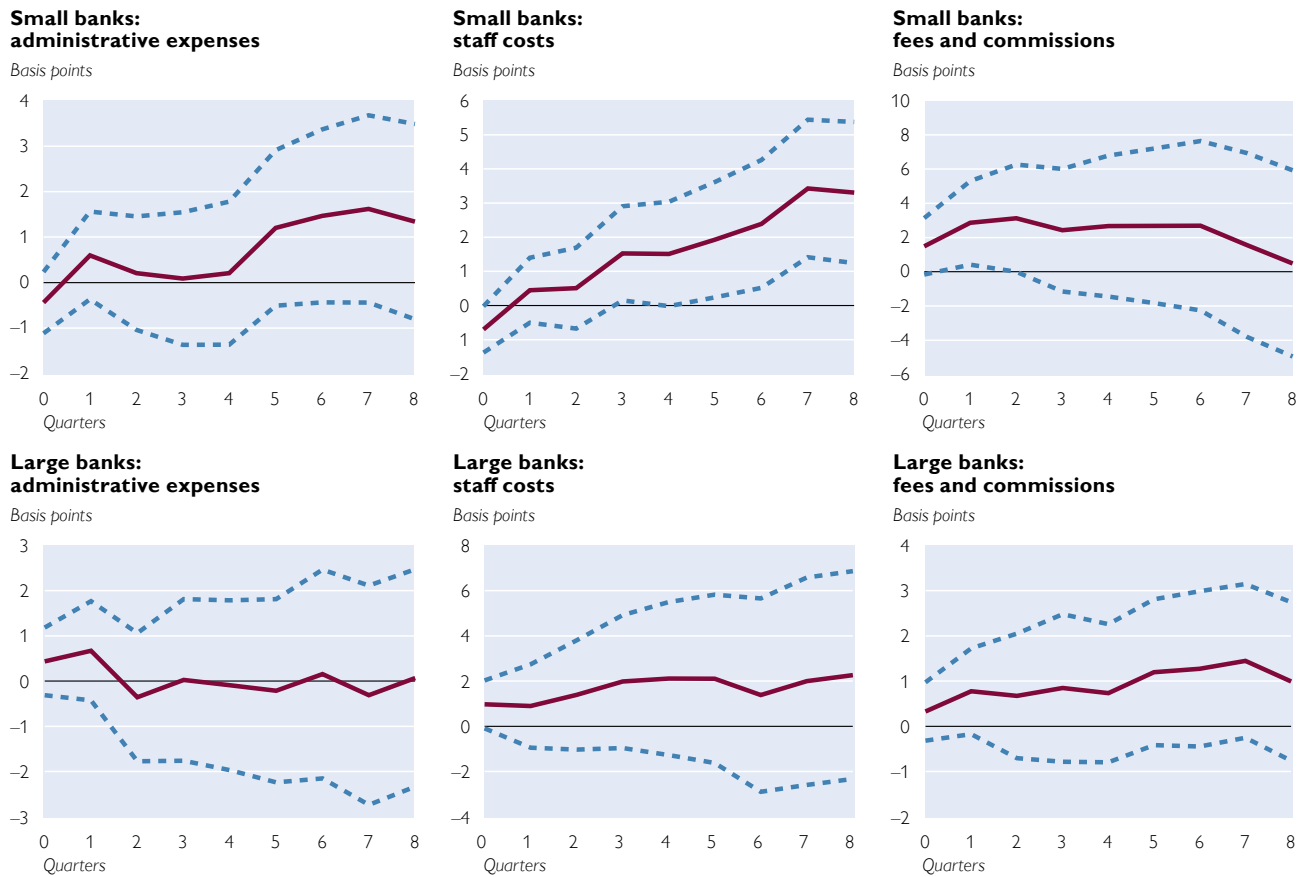 Small banks:
administrative expenses
Basis points
4
3
2
1
0
–1
–2
0 1 2 3 4 5 6 7 8
Quarters
Small banks:
staff costs
Basis points
6
5
4
3
2
1
0
1
–2
0 1 2 3 4 5 6 7 8
Quarters
Small banks:
fees and commissions
Basis points
10
8
6
4
2
0
–2
–4
–6
0 1 2 3 4 5 6 7 8
Quarters
Large banks:
administrative expenses
Basis points
3
2
1
0
–1
–2
–3
0 1 2 3 4 5 6 7 8
Quarters
Large banks:
staff costs
Basis points
8
6
4
2
0
–2
–4
0 1 2 3 4 5 6 7 8
Quarters
Large banks:
fees and commissions
Basis points
4
3
2
1
0
–1
–2
0 1 2 3 4 5 6 7 8
Quarters